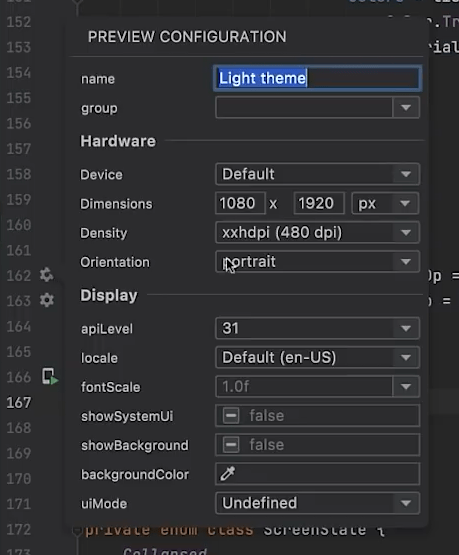 152
153
154
155
156
157
158
159
160
161
162
163
164
165
166
167
168
169
170
171
172
PREVIEW CONFIGURATION
name Light theme
group
Hardware
Device Default
Dimensions 1080 x 1920 px
Density xxhdpi (480 dpi)
Orientation portrait
Display
apiLevel 31
locale Default (en-US)
fontScale 1.0f
showSystemUi false
showBackground false
backgroundColor
uiMode Undefined
private enum class ScreenState {
Collapsed